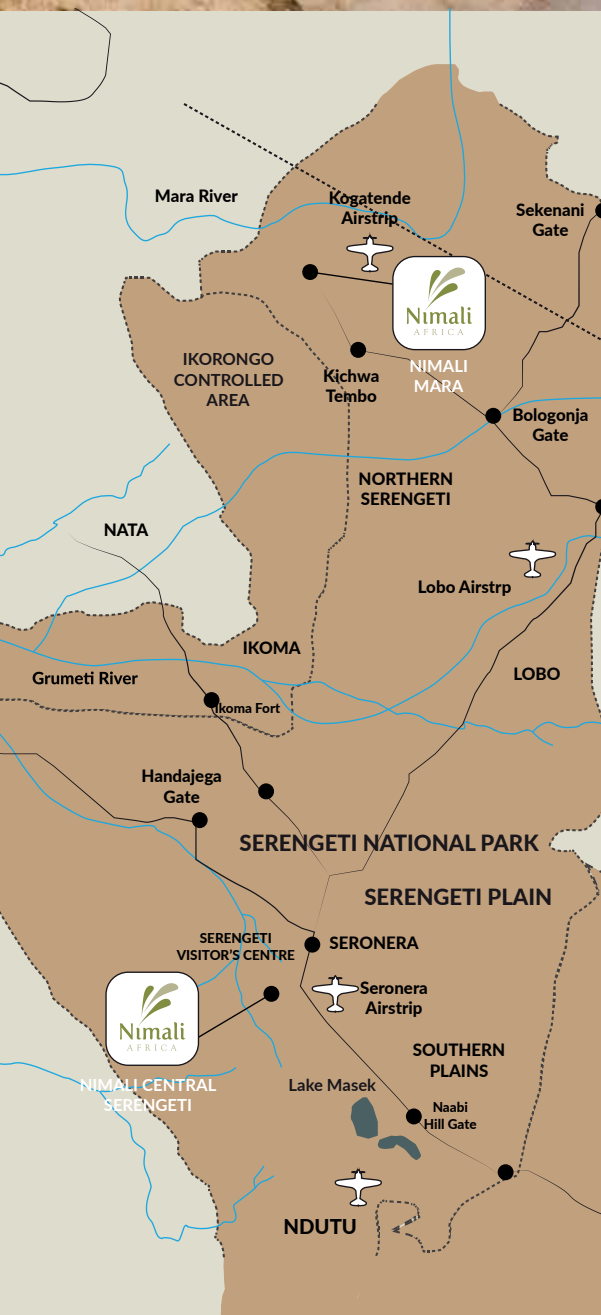 Mara River
Kogatende
Airstrip
Sekenani
Gate
Nimali
AFRICA
NIMALI
MARA
IKORONGO
CONTROLLED
AREA
Kichwa
Tembo
Bologonja
Gate
NORTHERN
SERENGETI
NATA
Lobo Airstrp
IKOMA
LOBO
Grumeti River
Ikoma Fort
Handajega
Gate
SERENGETI NATIONAL PARK
SERENGETI PLAIN
SERENGETI
VISITOR'S CENTRE
SERONERA
Seronera
Airstrip
Nimali
AFRICA
NIMALI CENTRAL
SERENGETI
SOUTHERN
PLAINS
Lake Masek
Naabi
Hill Gate
NDUTU